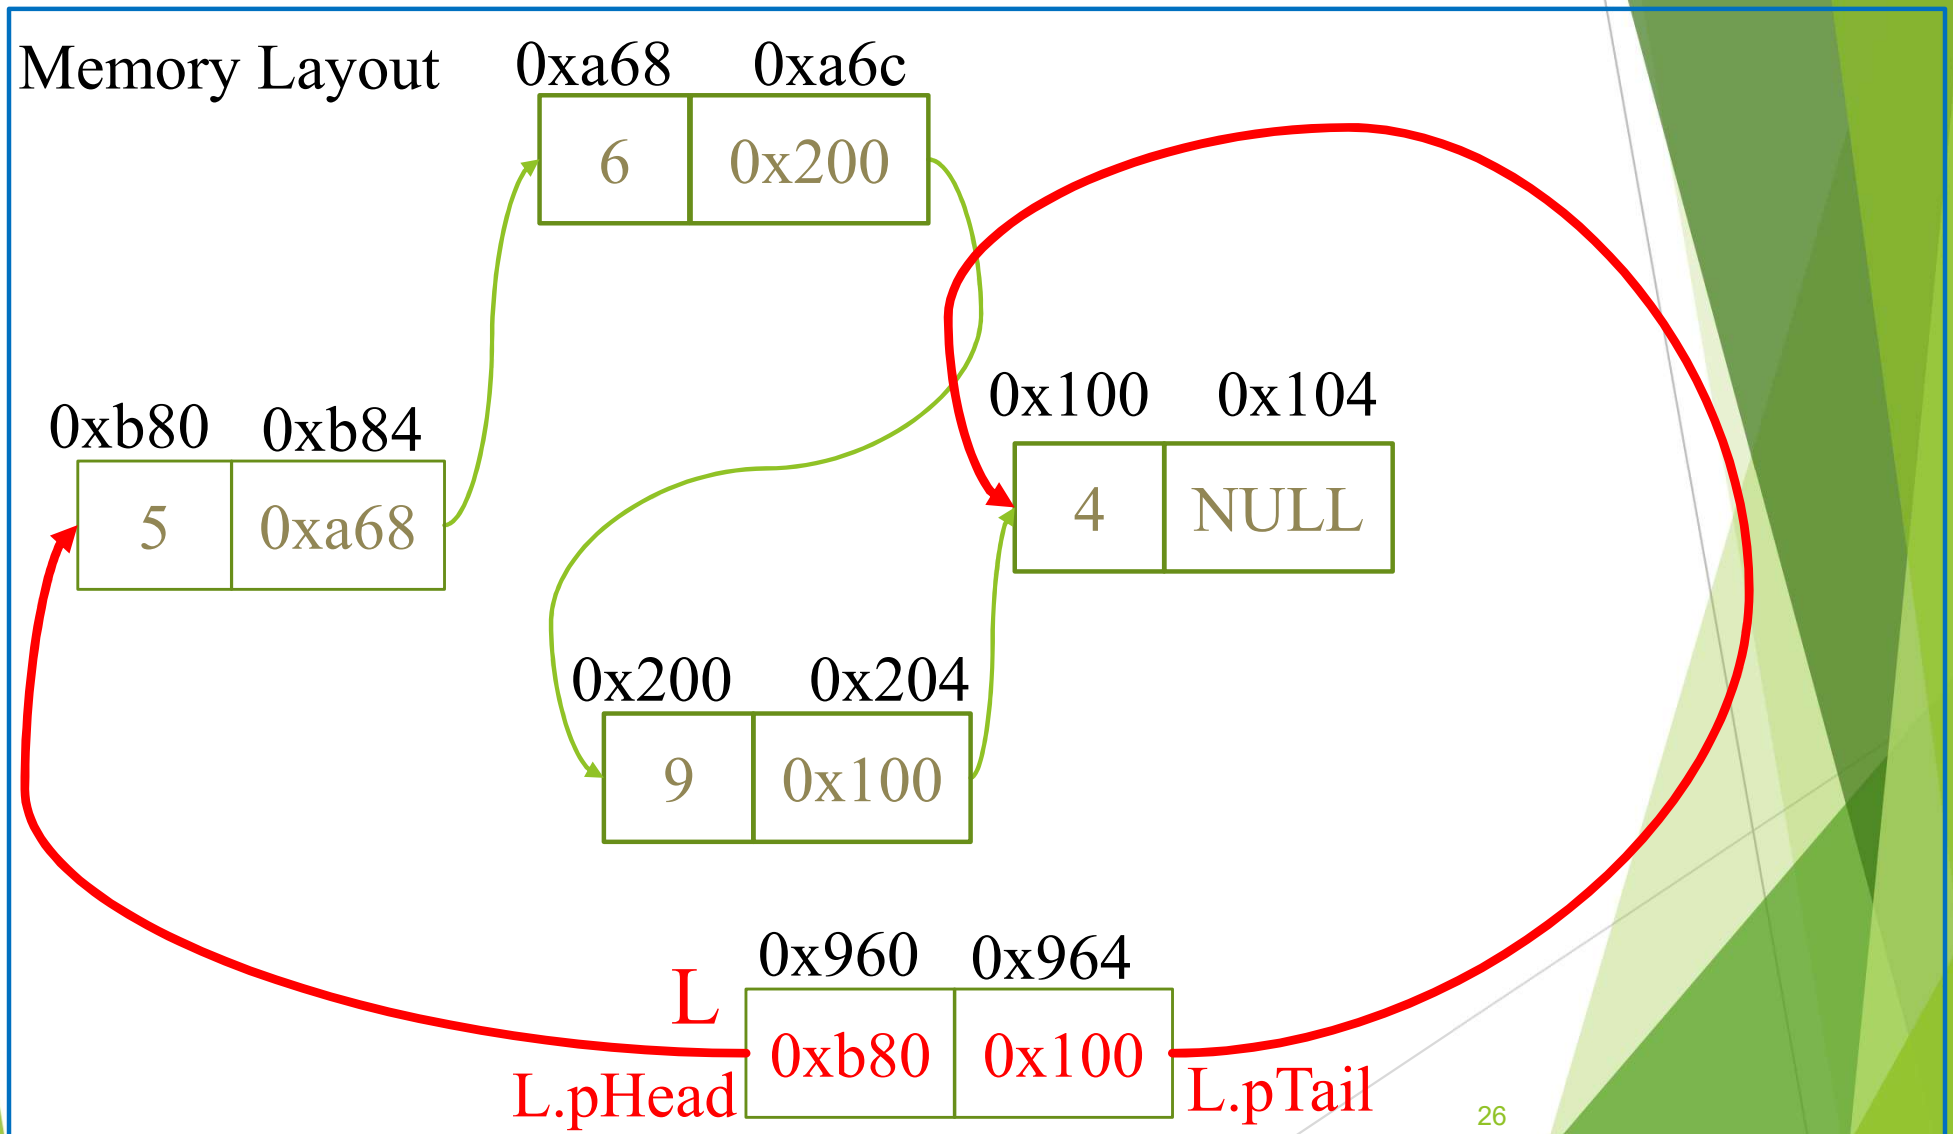 Memory Layout
0xa68 0xa6c
6 0x200
0x100 0x104
0xb80 0xb84
4 NULL
5 0xa68
0x200 0x204
9 0x100
0x960 0x964
L
0xb80 0x100
L.pHead L.pTail
26